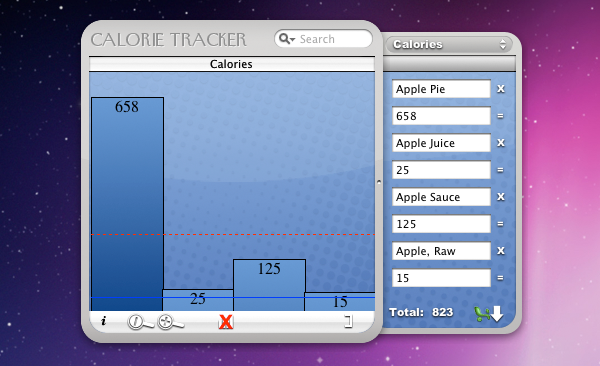 CALORIE TRACKER
Search
Calories
658
25
125
15
i
Calories
Apple Pie X
658 =
Apple Juice X
25 =
Apple Sauce X
125 =
Apple, Raw X
15 =
Total: 823